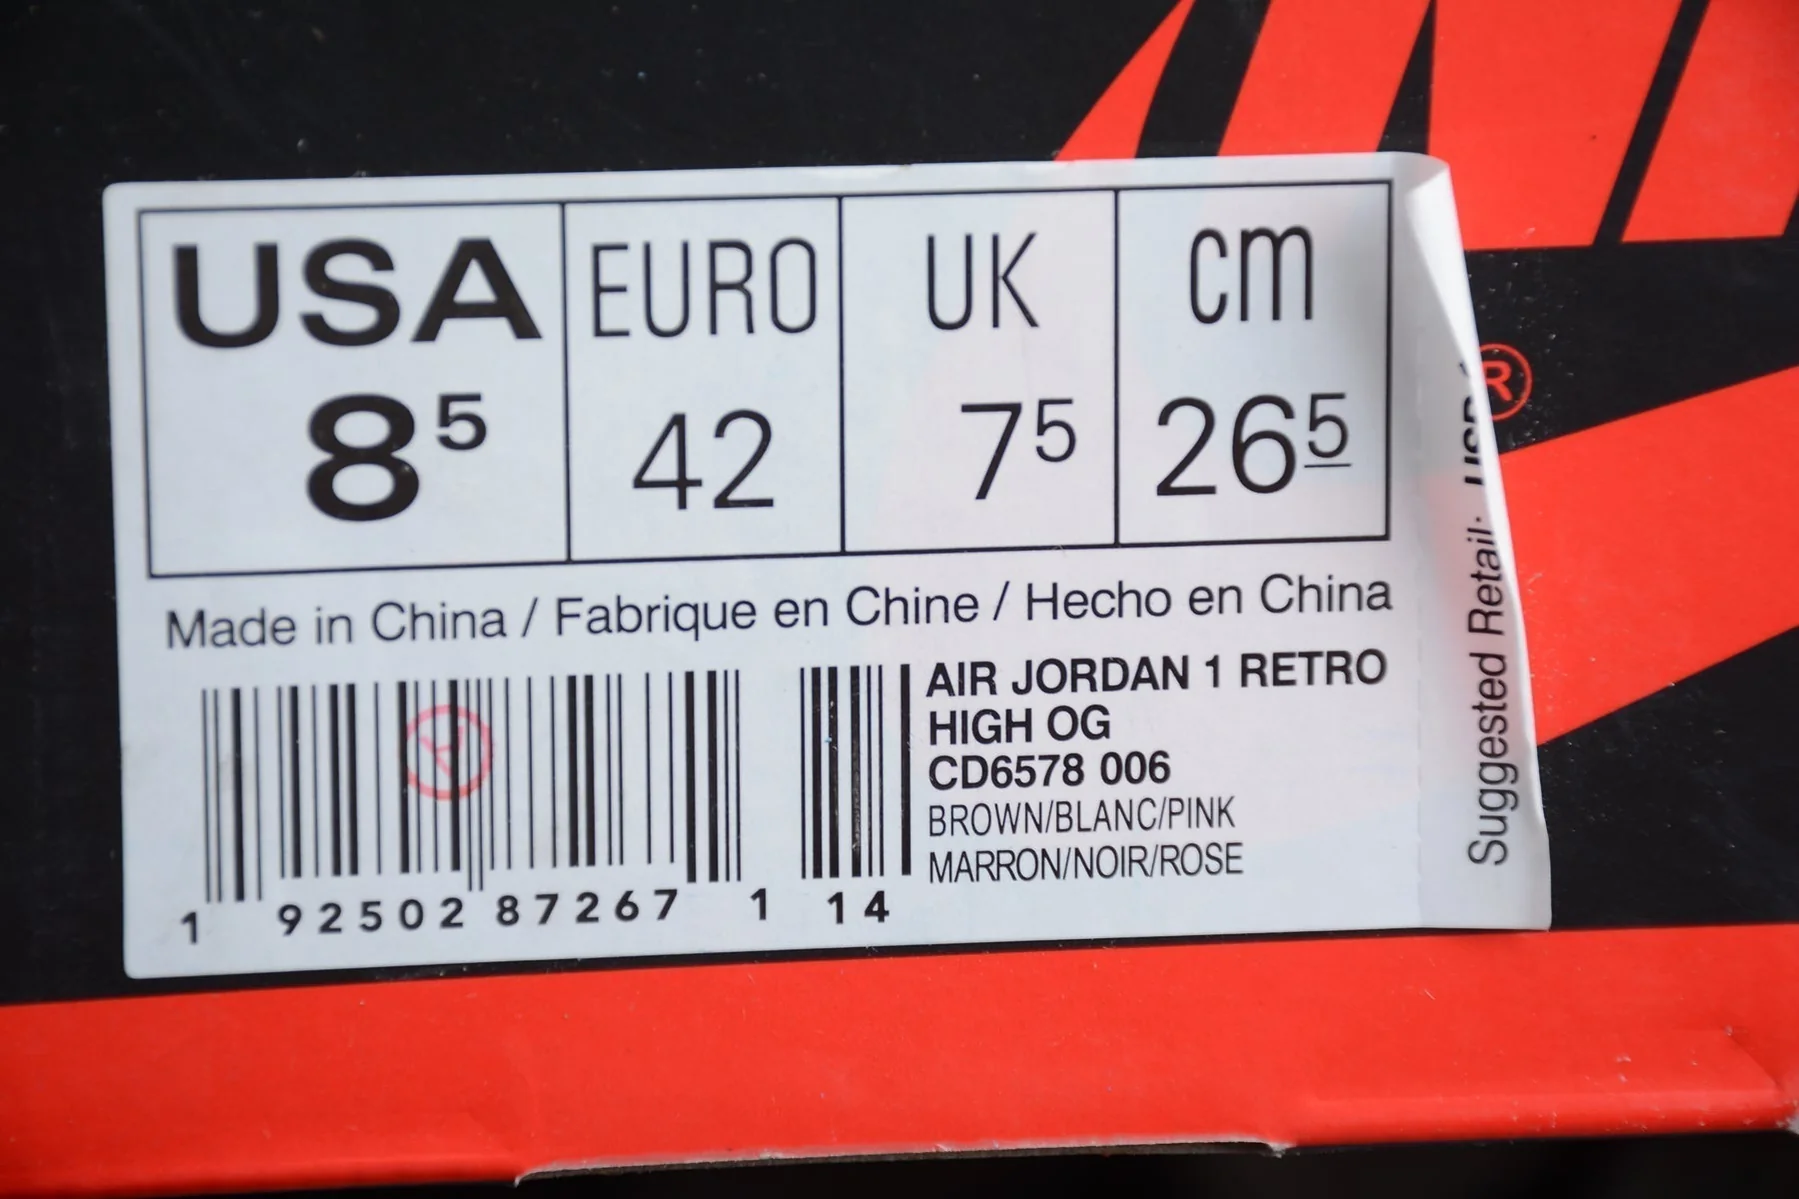 USA EURO UK cm
8⁵ 42 7⁵ 26⁵
Made in China / Fabrique en Chine / Hecho en China
AIR JORDAN 1 RETRO
HIGH OG
CD6578 006
BROWN/BLANC/PINK
MARRON/NOIR/ROSE
1 92502 87267 1 14
Suggested Retail:
®